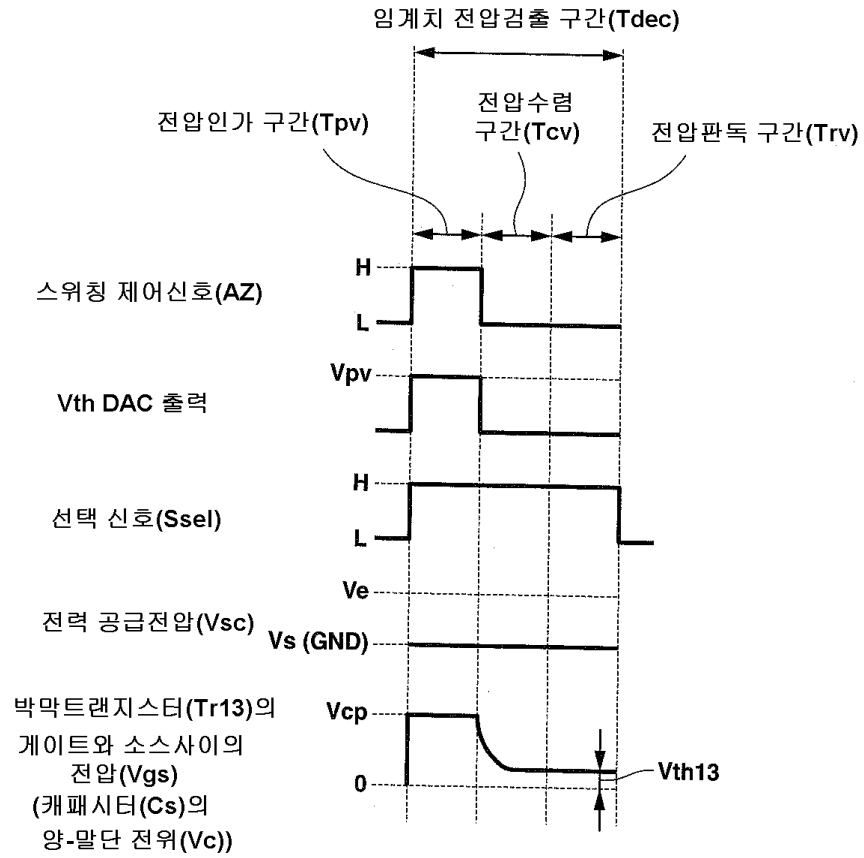 임계치 전압검출 구간(Tdec)
전압수렴
구간(Tcv)
전압인가 구간(Tpv)
전압판독 구간(Trv)
H
스위칭 제어신호(AZ)
L
Vpv
Vth DAC 출력
H
선택 신호(Ssel)
L
Ve
전력 공급전압(Vsc)
Vs (GND)
박막트랜지스터(Tr13)의
Vcp
게이트와 소스사이의
전압(Vgs)
Vth13
0
(캐패시터(Cs)의
양-말단 전위(Vc))